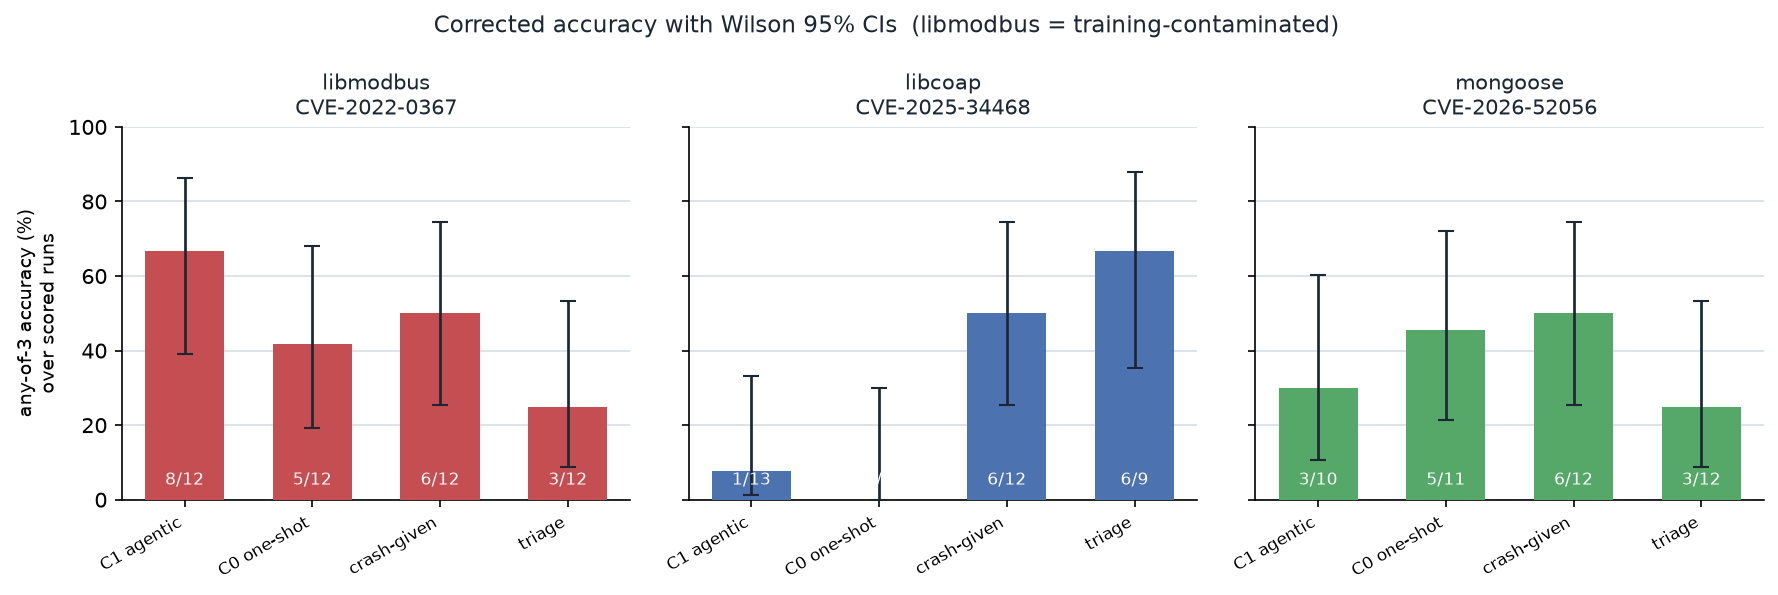 Corrected accuracy with Wilson 95% CIs (libmodbus = training-contaminated)
libmodbus
CVE-2022-0367
libcoap
CVE-2025-34468
mongoose
CVE-2026-52056
any-of-3 accuracy (%)
over scored runs
100
80
60
40
20
0
8/12
5/12
6/12
3/12
1/13
6/12
6/9
3/10
5/11
6/12
3/12
C1 agentic
C0 one-shot
crash-given
triage
C1 agentic
C0 one-shot
crash-given
triage
C1 agentic
C0 one-shot
crash-given
triage